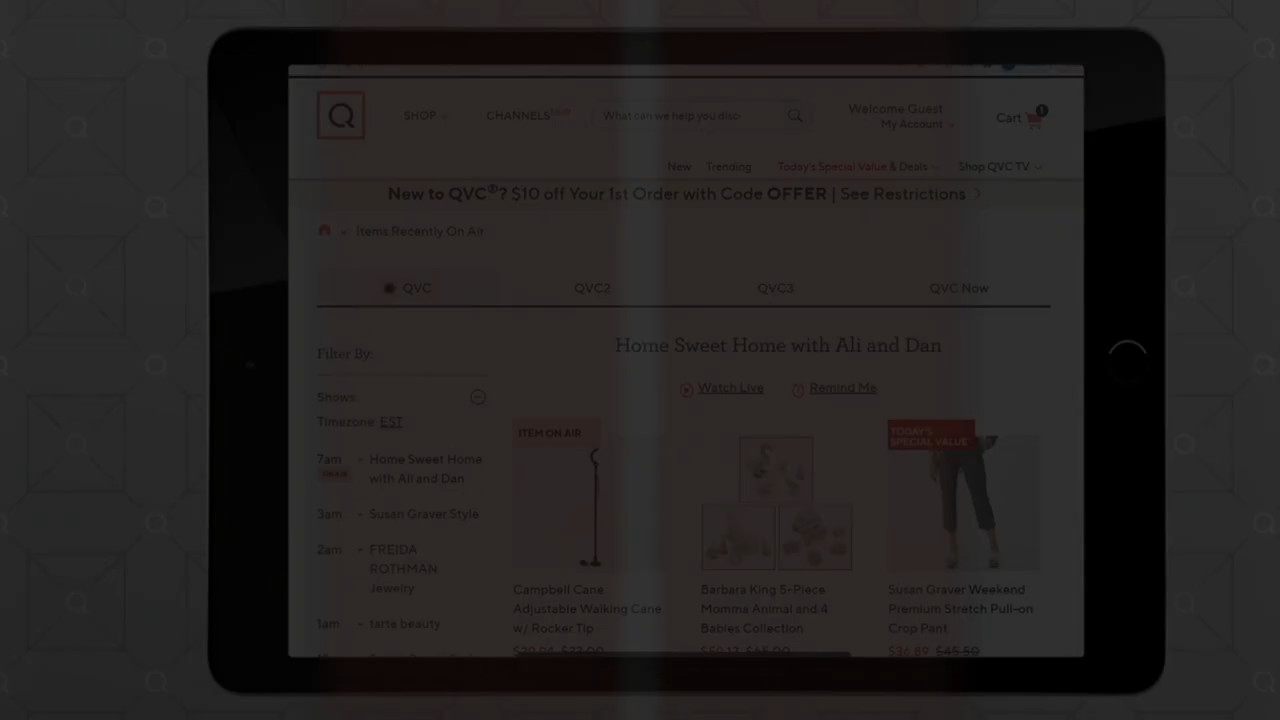 SHOP
CHANNELS
What can we help you disc
Welcome Guest
My Account
Cart
1
New
Trending
Today's Special Value & Deals
Shop QVC TV
New to QVC®? $10 off Your 1st Order with Code OFFER | See Restrictions
Items Recently On Air
QVC
QVC2
QVC3
QVC Now
Home Sweet Home with Ali and Dan
Watch Live
Remind Me
Filter By:
Shows:
Timezone: EST
7am - Home Sweet Home
with Ali and Dan
3am - Susan Graver Style
2am - FREIDA
ROTHMAN
Jewelry
1am - tarte beauty
ITEM ON AIR
Campbell Cane
Adjustable Walking Cane
w/ Rocker Tip
Barbara King 5-Piece
Momma Animal and 4
Babies Collection
TODAY'S
SPECIAL VALUE
Susan Graver Weekend
Premium Stretch Pull-on
Crop Pant
$36.89 $45.50